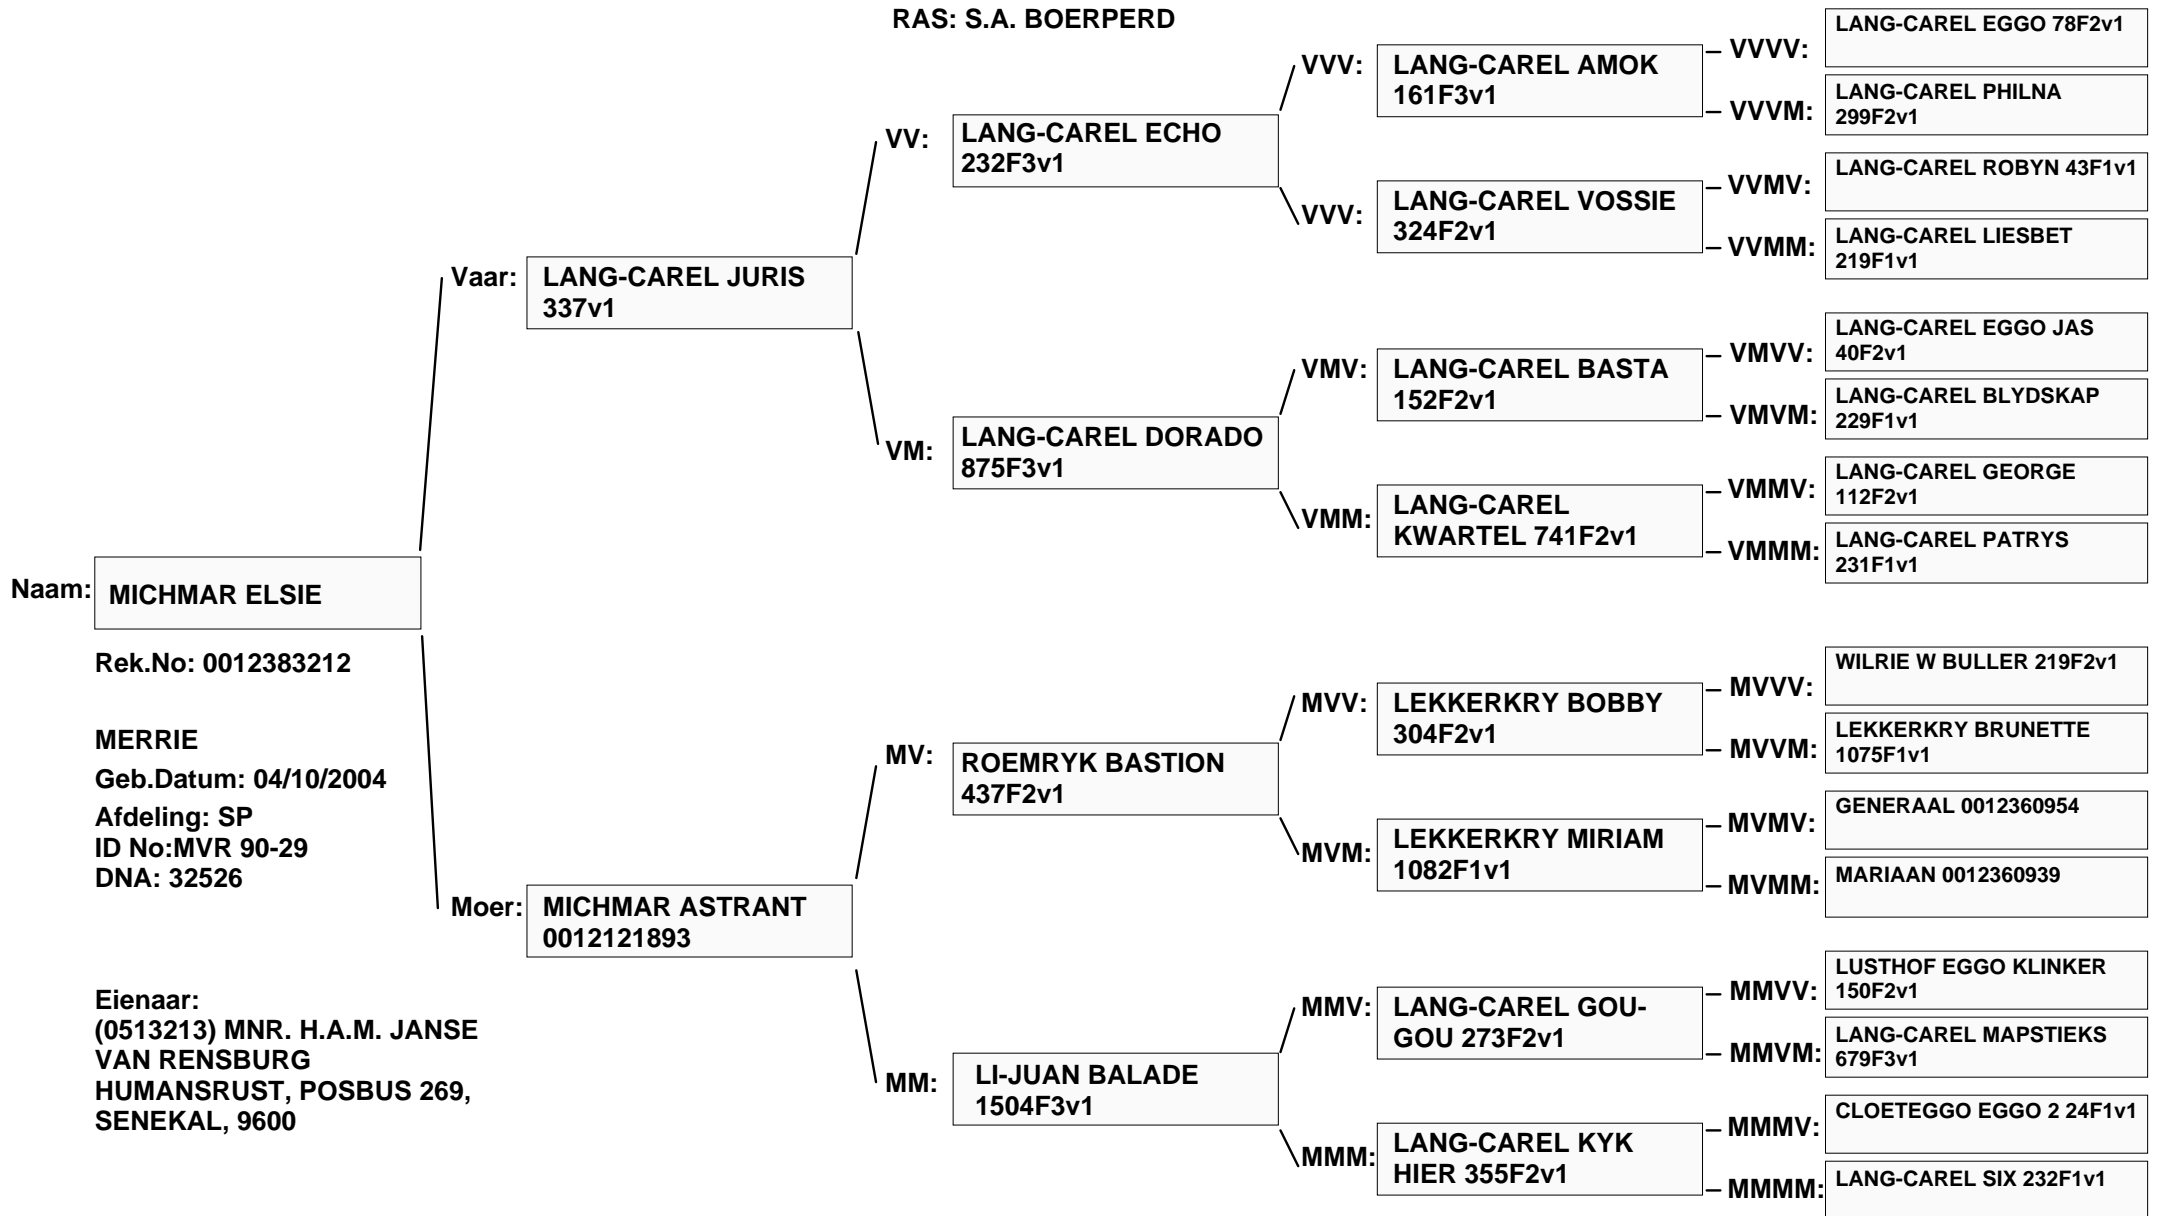 RAS: S.A. BOERPERD
Naam:
MICHMAR ELSIE
Rek.No: 0012383212
MERRIE
Geb.Datum: 04/10/2004
Afdeling: SP
ID No:MVR 90-29
DNA: 32526
Eienaar:
(0513213) MNR. H.A.M. JANSE
VAN RENSBURG
HUMANSRUST, POSBUS 269,
SENEKAL, 9600
Vaar:
LANG-CAREL JURIS
337v1
Moer:
MICHMAR ASTRANT
0012121893
VV:
LANG-CAREL ECHO
232F3v1
VM:
LANG-CAREL DORADO
875F3v1
MV:
ROEMRYK BASTION
437F2v1
MM:
LI-JUAN BALADE
1504F3v1
VVV:
LANG-CAREL AMOK
161F3v1
VVV:
LANG-CAREL VOSSIE
324F2v1
VMV:
LANG-CAREL BASTA
152F2v1
VMM:
LANG-CAREL
KWARTEL 741F2v1
MVV:
LEKKERKRY BOBBY
304F2v1
MVM:
LEKKERKRY MIRIAM
1082F1v1
MMV:
LANG-CAREL GOU-
GOU 273F2v1
MMM:
LANG-CAREL KYK
HIER 355F2v1
VVVV:
LANG-CAREL EGGO 78F2v1
VVVM:
LANG-CAREL PHILNA
299F2v1
VVMV:
LANG-CAREL ROBYN 43F1v1
VVMM:
LANG-CAREL LIESBET
219F1v1
VMVV:
LANG-CAREL EGGO JAS
40F2v1
VMVM:
LANG-CAREL BLYDSKAP
229F1v1
VMMV:
LANG-CAREL GEORGE
112F2v1
VMMM:
LANG-CAREL PATRYS
231F1v1
MVVV:
WILRIE W BULLER 219F2v1
MVVM:
LEKKERKRY BRUNETTE
1075F1v1
MVMV:
GENERAAL 0012360954
MVMM:
MARIAAN 0012360939
MMVV:
LUSTHOF EGGO KLINKER
150F2v1
MMVM:
LANG-CAREL MAPSTIEKS
679F3v1
MMMV:
CLOETEGGO EGGO 2 24F1v1
MMMM:
LANG-CAREL SIX 232F1v1